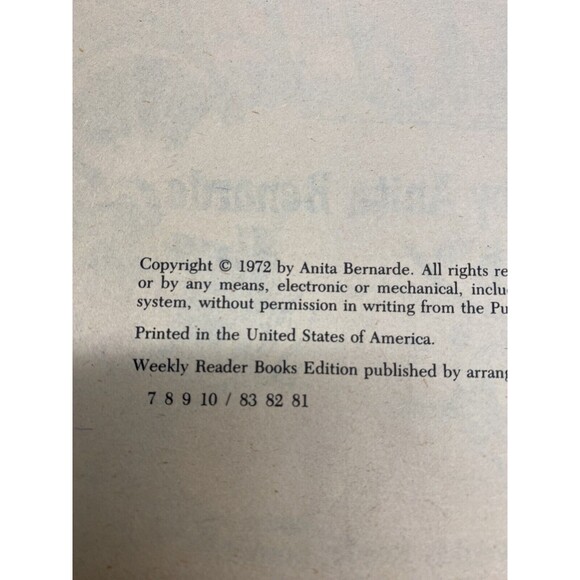 Copyright © 1972 by Anita Bernarde. All rights re
or by any means, electronic or mechanical, inclu
system, without permission in writing from the Pu
Printed in the United States of America.
Weekly Reader Books Edition published by arrang
7 8 9 10 / 83 82 81